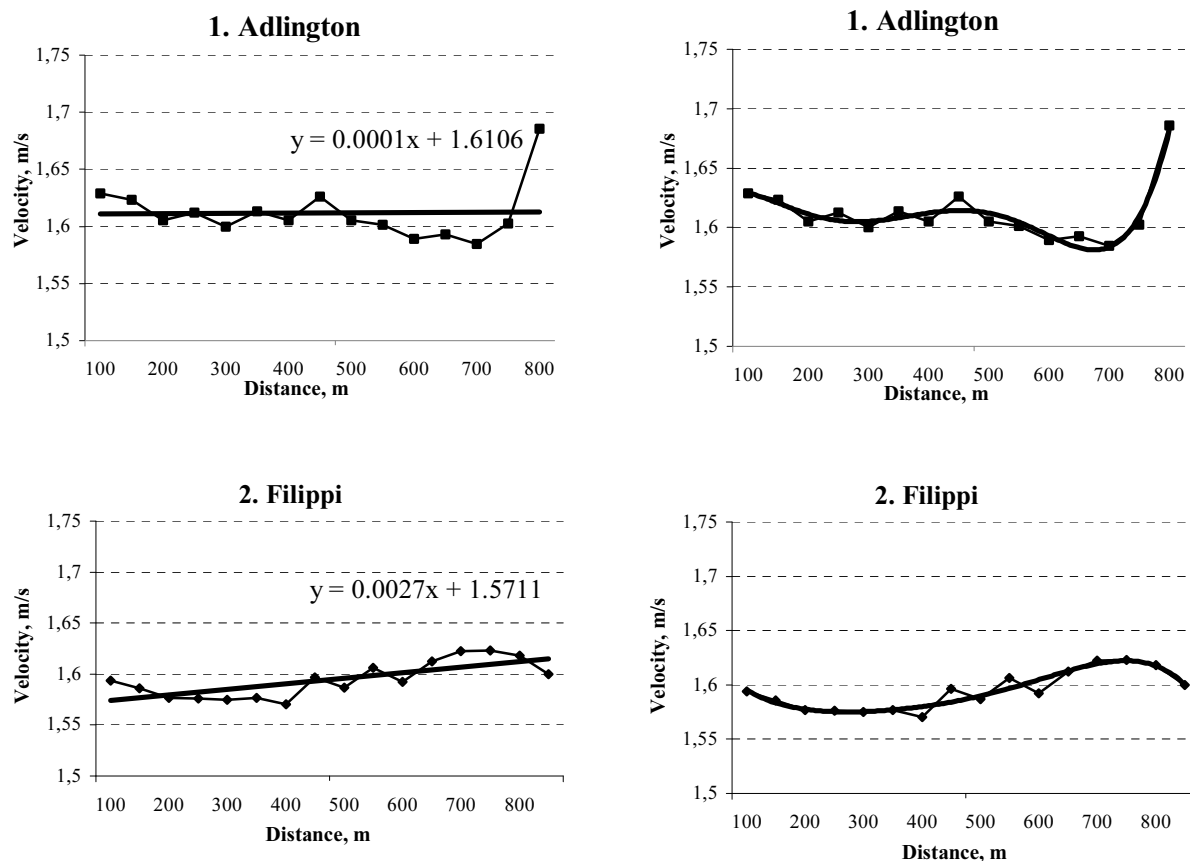 1. Adlington
1,75
1,7
1,65
1,6
1,55
1,5
Velocity, m/s
y = 0.0001x + 1.6106
100 200 300 400 500 600 700 800
Distance, m
1. Adlington
1,75
1,7
1,65
1,6
1,55
1,5
Velocity, m/s
100 200 300 400 500 600 700 800
Distance, m
2. Filippi
1,75
1,7
1,65
1,6
1,55
1,5
Velocity, m/s
y = 0.0027x + 1.5711
100 200 300 400 500 600 700 800
Distance, m
2. Filippi
1,75
1,7
1,65
1,6
1,55
1,5
Velocity, m/s
100 200 300 400 500 600 700 800
Distance, m